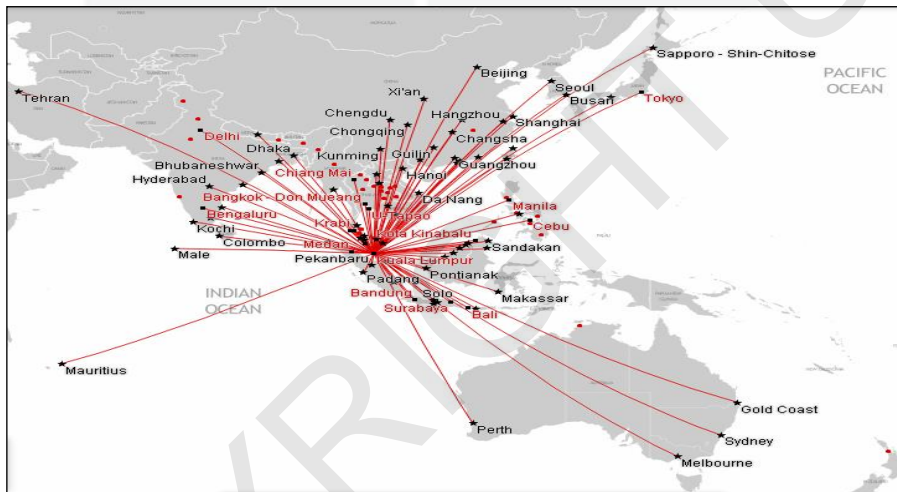 Sapporo - Shin-Chitose
PACIFIC
OCEAN
Beijing
Tehran
Xi'an
Seoul
Busan
Tokyo
Chengdu
Hangzhou
Shanghai
Chongqing
Delhi
Changsha
Dhaka
Kunming
Guilin
Guangzhou
Bhubaneshwar
Chiang Mai
Hanoi
Hyderabad
Bangkok - Don Mueang
Da Nang
Manila
Bengaluru
U-Tapao
Kochi
Krabi
Cebu
Colombo
Kota Kinabalu
Male
Medan
Sandakan
Pekanbaru
Kuala Lumpur
Padang
Pontianak
INDIAN
OCEAN
Bandung
Solo
Makassar
Surabaya
Bali
Mauritius
Gold Coast
Perth
Sydney
Melbourne